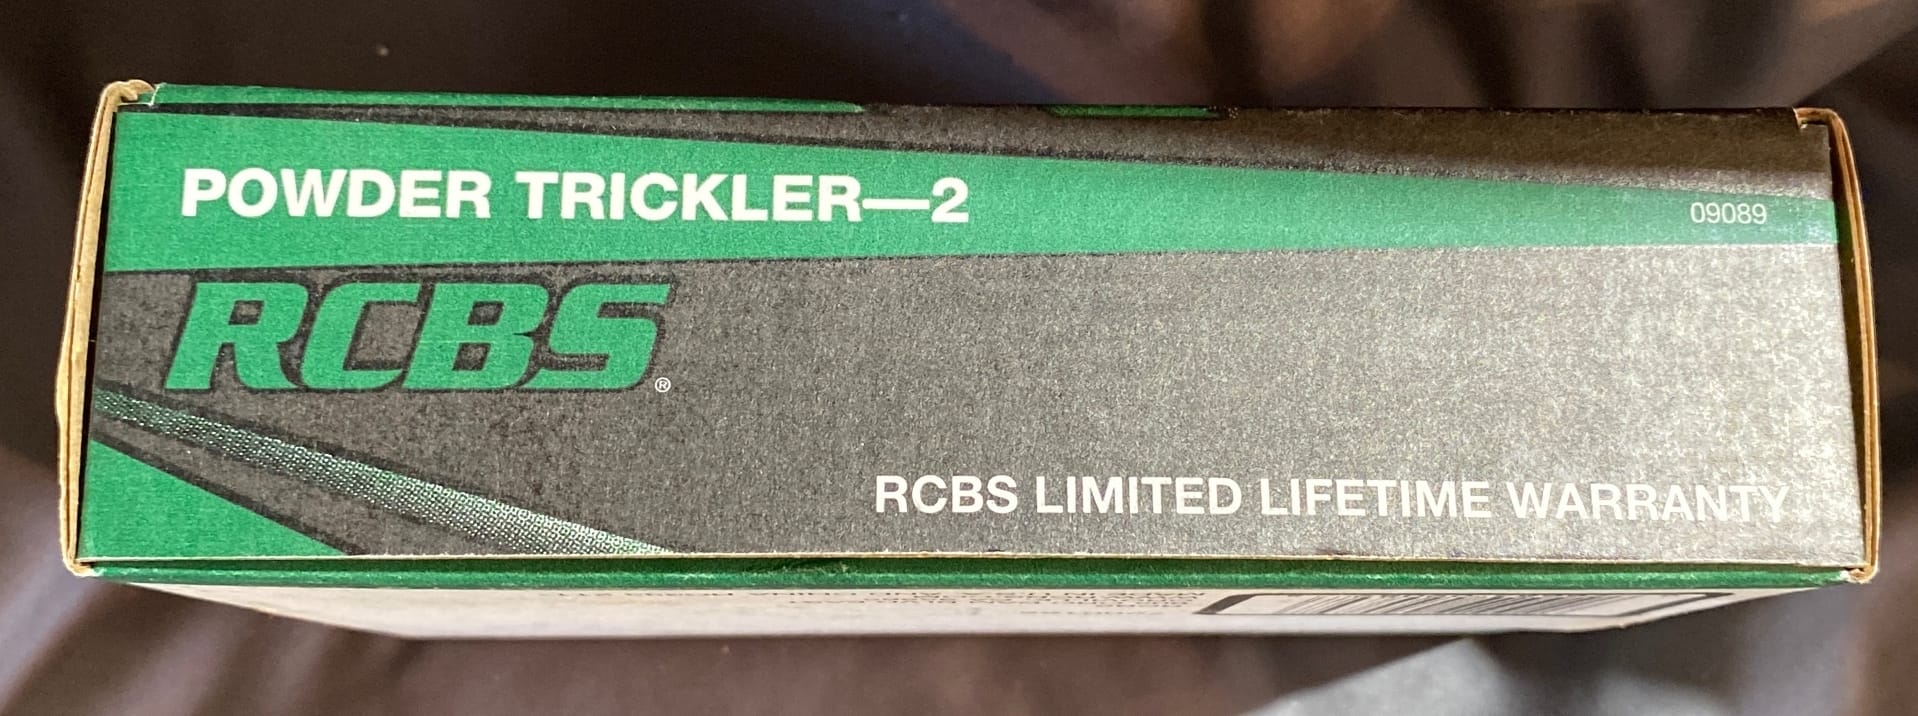 POWDER TRICKLER—2
09089
RCBS®
RCBS LIMITED LIFETIME WARRANTY